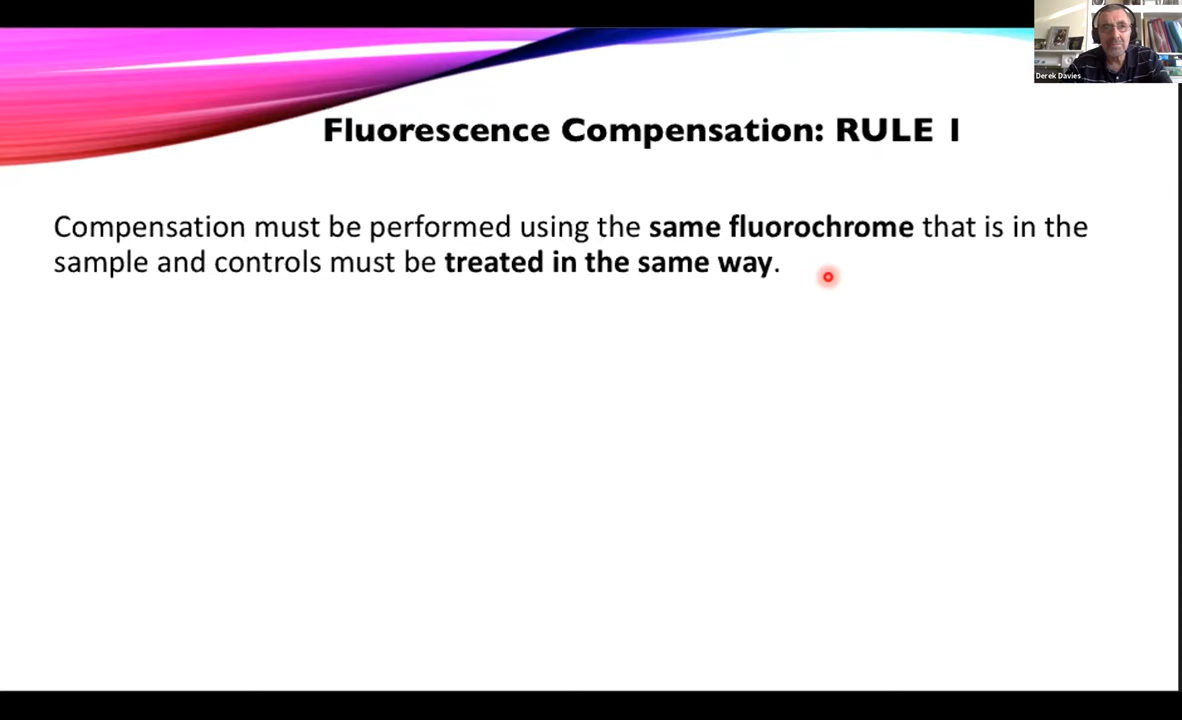 Derek Davies
Fluorescence Compensation: RULE 1
Compensation must be performed using the same fluorochrome that is in the
sample and controls must be treated in the same way.